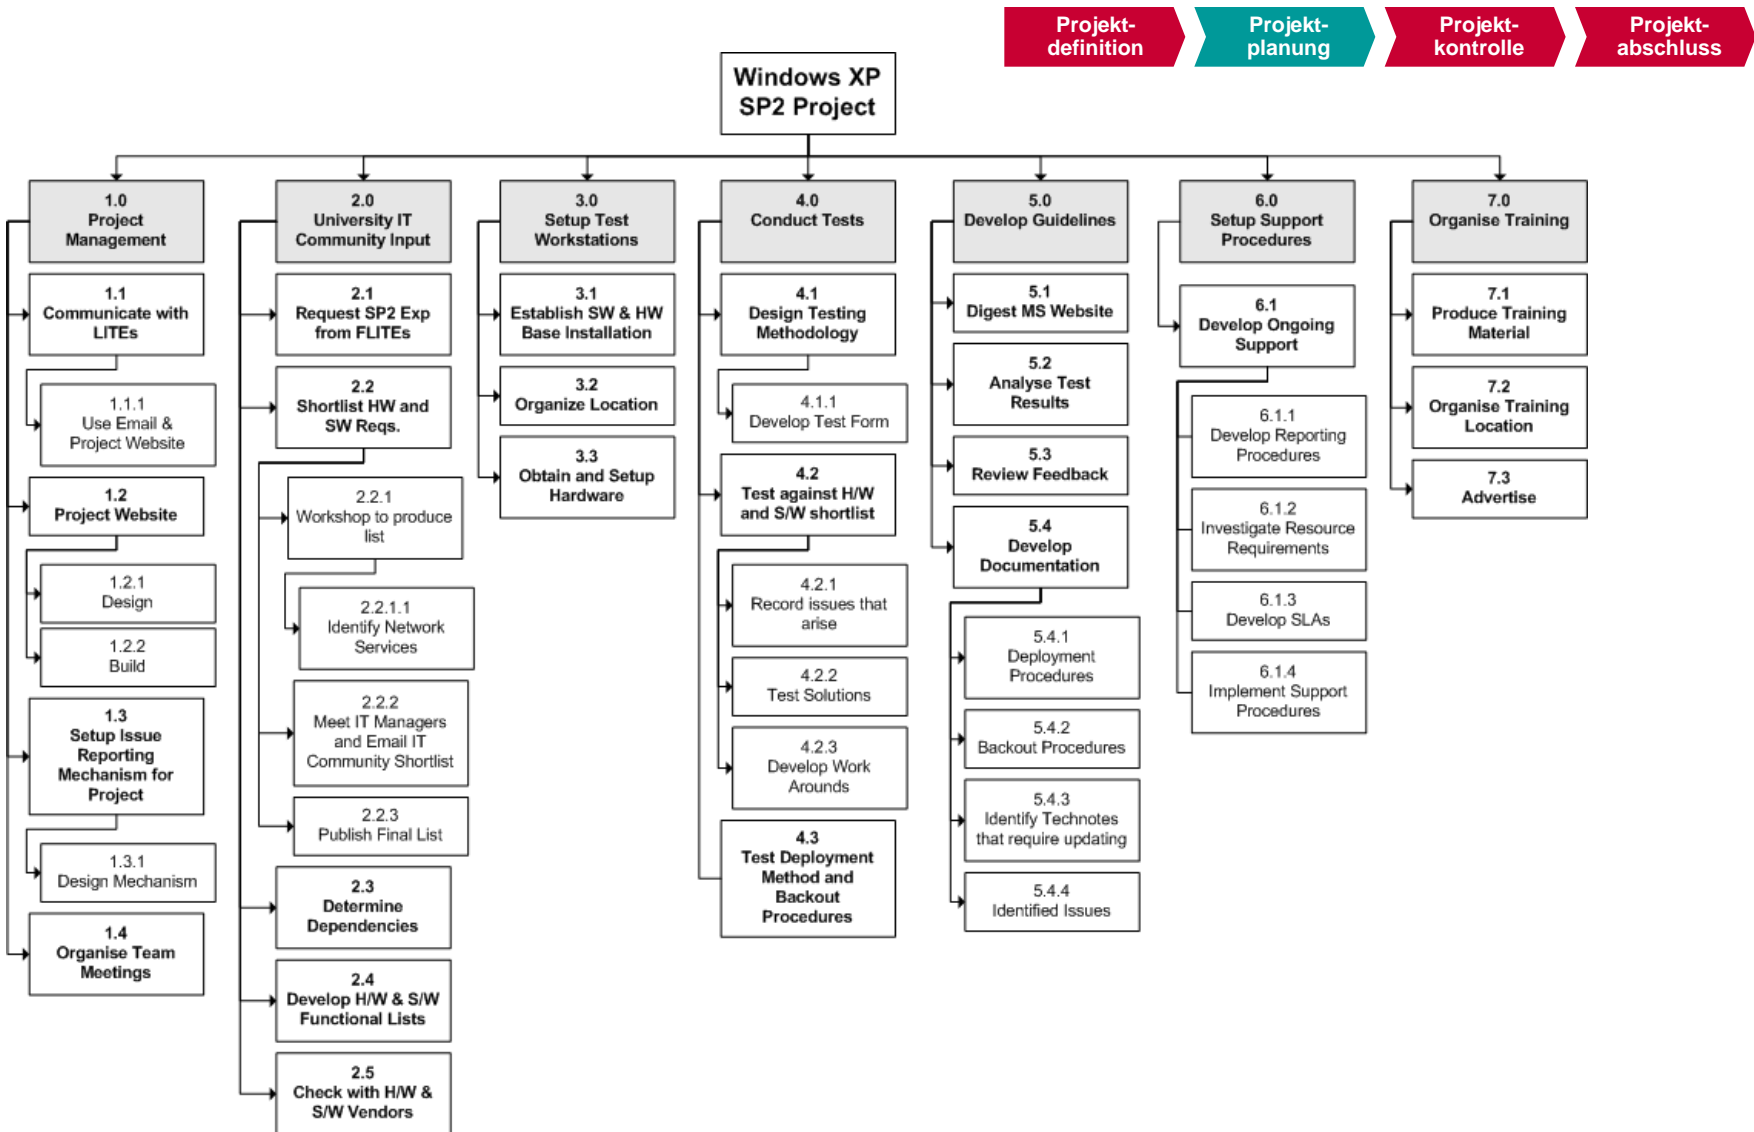 Projekt-
definition
Projekt-
planung
Projekt-
kontrolle
Projekt-
abschluss
Windows XP
SP2 Project
1.0
Project
Management
1.1
Communicate with
LITEs
1.1.1
Use Email &
Project Website
1.2
Project Website
1.2.1
Design
1.2.2
Build
1.3
Setup Issue
Reporting
Mechanism for
Project
1.3.1
Design Mechanism
1.4
Organise Team
Meetings
2.0
University IT
Community Input
2.1
Request SP2 Exp
from FLITEs
2.2
Shortlist HW and
SW Reqs.
2.2.1
Workshop to produce
list
2.2.1.1
Identify Network
Services
2.2.2
Meet IT Managers
and Email IT
Community Shortlist
2.2.3
Publish Final List
2.3
Determine
Dependencies
2.4
Develop H/W & S/W
Functional Lists
2.5
Check with H/W &
S/W Vendors
3.0
Setup Test
Workstations
3.1
Establish SW & HW
Base Installation
3.2
Organize Location
3.3
Obtain and Setup
Hardware
4.0
Conduct Tests
4.1
Design Testing
Methodology
4.1.1
Develop Test Form
4.2
Test against H/W
and S/W shortlist
4.2.1
Record issues that
arise
4.2.2
Test Solutions
4.2.3
Develop Work
Arounds
4.3
Test Deployment
Method and
Backout
Procedures
5.0
Develop Guidelines
5.1
Digest MS Website
5.2
Analyse Test
Results
5.3
Review Feedback
5.4
Develop
Documentation
5.4.1
Deployment
Procedures
5.4.2
Backout Procedures
5.4.3
Identify Technotes
that require updating
5.4.4
Identified Issues
6.0
Setup Support
Procedures
6.1
Develop Ongoing
Support
6.1.1
Develop Reporting
Procedures
6.1.2
Investigate Resource
Requirements
6.1.3
Develop SLAs
6.1.4
Implement Support
Procedures
7.0
Organise Training
7.1
Produce Training
Material
7.2
Organise Training
Location
7.3
Advertise